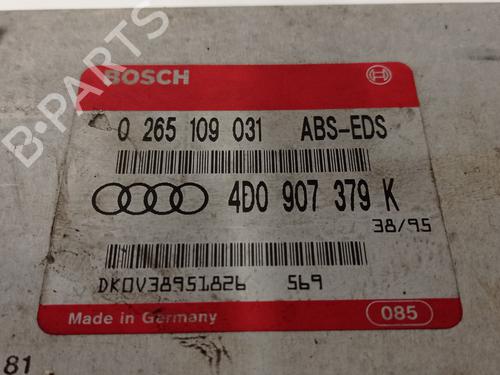 BOSCH
0 265 109 031 ABS-EDS
4D0 907 379 K
38/95
DKOV38951826 569
Made in Germany
085
81
B-PARTS